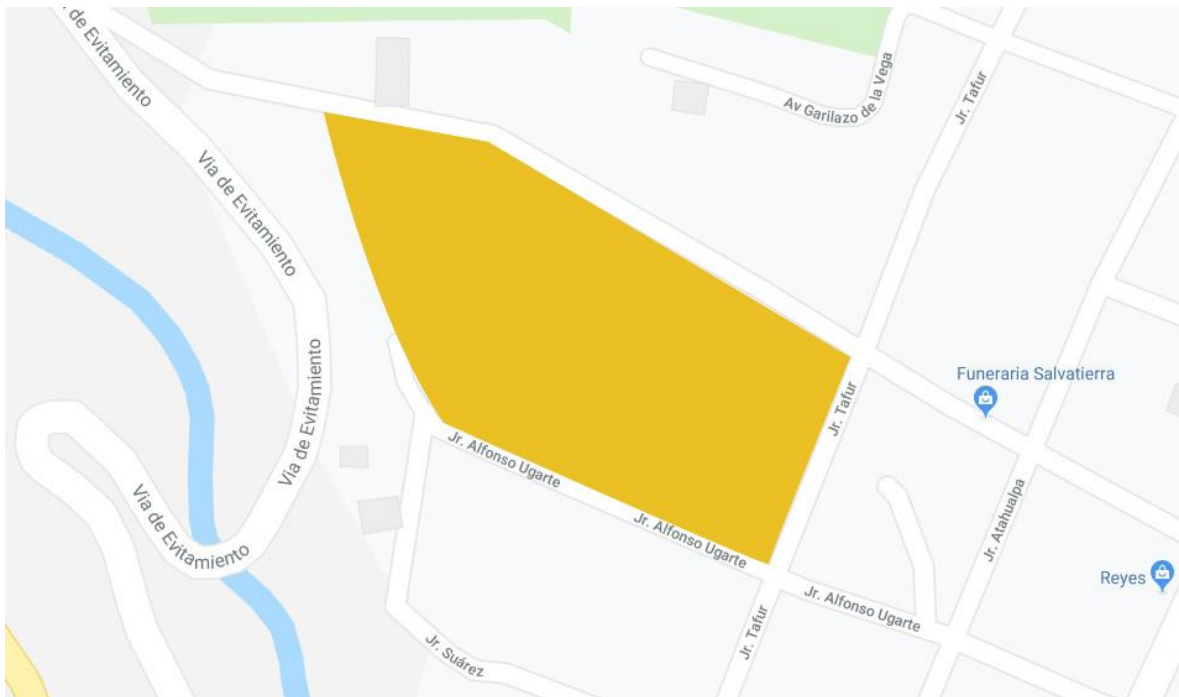 de Evitamiento
Via de Evitamiento
Av Garilazo de la Vega
Jr. Tafur
Via de Evitamiento
Funeraria Salvatierra
Jr. Tafur
Jr. Alfonso Ugarte
Via de Evitamiento
Jr. Alfonso Ugarte
Jr. Atahualpa
Reyes
Jr. Alfonso Ugarte
Jr. Tafur
Jr. Suárez